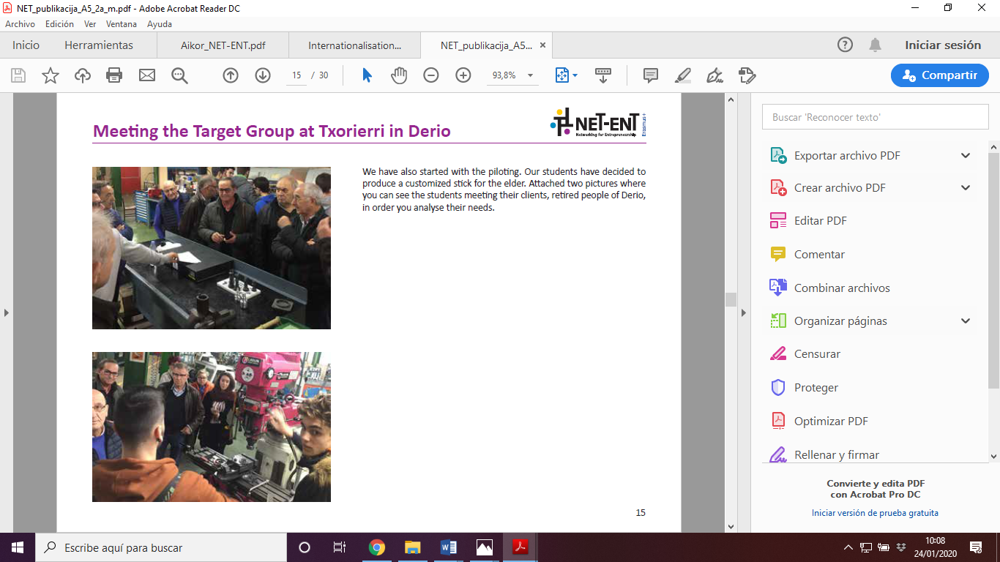 NET_publikacija_A5_2a_m.pdf - Adobe Acrobat Reader DC
Archivo Edición Ver Ventana Ayuda
Inicio Herramientas Aikor_NET-ENT.pdf Internationalisation... NET_publikacija_A5... Iniciar sesión
15 / 30 93,8% Compartir
Meeting the Target Group at Txorierri in Derio
NET-ENT
Networking for Entrepreneurship
Erasmus+
We have also started with the piloting. Our students have decided to
produce a customized stick for the elder. Attached two pictures where
you can see the students meeting their clients, retired people of Derio,
in order you analyse their needs.
15
Buscar 'Reconocer texto'
Exportar archivo PDF
Crear archivo PDF
Editar PDF
Comentar
Combinar archivos
Organizar páginas
Censurar
Proteger
Optimizar PDF
Rellenar y firmar
Convierte y edita PDF
con Acrobat Pro DC
Iniciar versión de prueba gratuita
Escribe aquí para buscar
10:08
24/01/2020